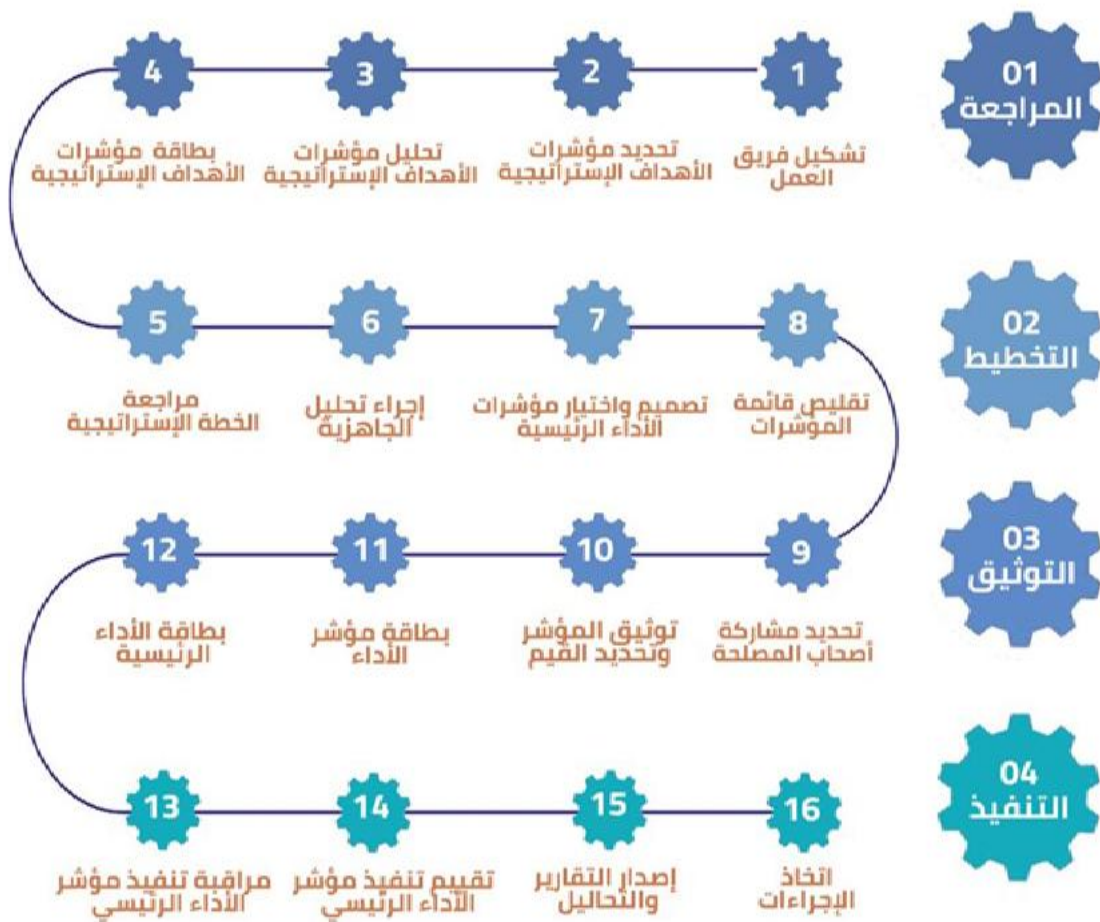 01
المراجعة
1
تشكيل فريق
العمل
2
تحديد مؤشرات
الأهداف الإستراتيجية
3
تحليل مؤشرات
الأهداف الإستراتيجية
4
بطاقة مؤشرات
الأهداف الإستراتيجية
02
التخطيط
5
مراجعة
الخطة الإستراتيجية
6
إجراء تحليل
الجاهزية
7
تصميم واختيار مؤشرات
الأداء الرئيسية
8
تقليص قائمة
المؤشرات
03
التوثيق
9
تحديد مشاركة
أصحاب المصلحة
10
توثيق المؤشر
وتحديد القيم
11
بطاقة مؤشر
الأداء
12
بطاقة الأداء
الرئيسية
04
التنفيذ
13
مراقبة تنفيذ مؤشر
الأداء الرئيسي
14
تقييم تنفيذ مؤشر
الأداء الرئيسي
15
إصدار التقارير
والتحاليل
16
اتخاذ
الإجراءات